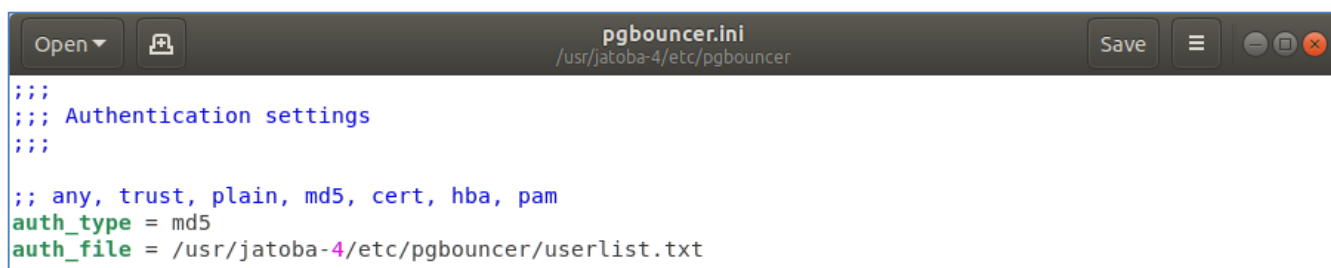 Open
pgbouncer.ini
/usr/jatoba-4/etc/pgbouncer
Save
;;;
;;; Authentication settings
;;;
;; any, trust, plain, md5, cert, hba, pam
auth_type = md5
auth_file = /usr/jatoba-4/etc/pgbouncer/userlist.txt